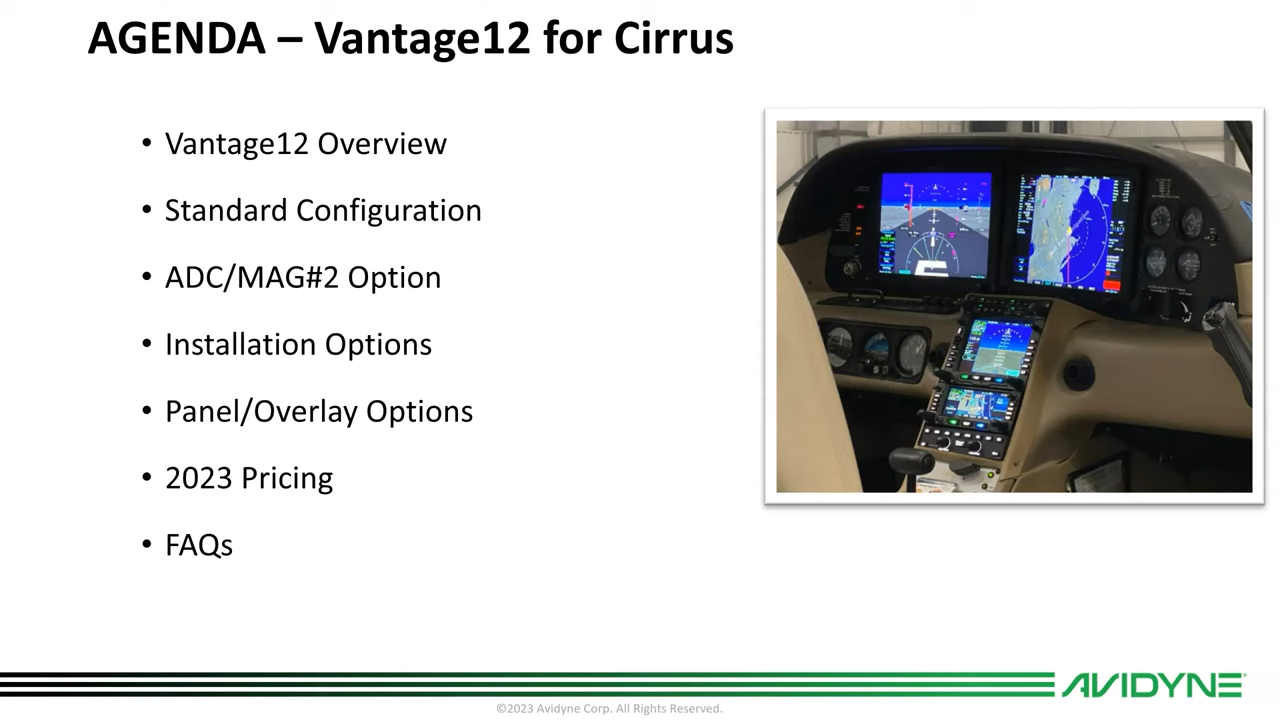 AGENDA – Vantage12 for Cirrus
• Vantage12 Overview
• Standard Configuration
• ADC/MAG#2 Option
• Installation Options
• Panel/Overlay Options
• 2023 Pricing
• FAQs
AVIDYNE
©2023 Avidyne Corp. All Rights Reserved.